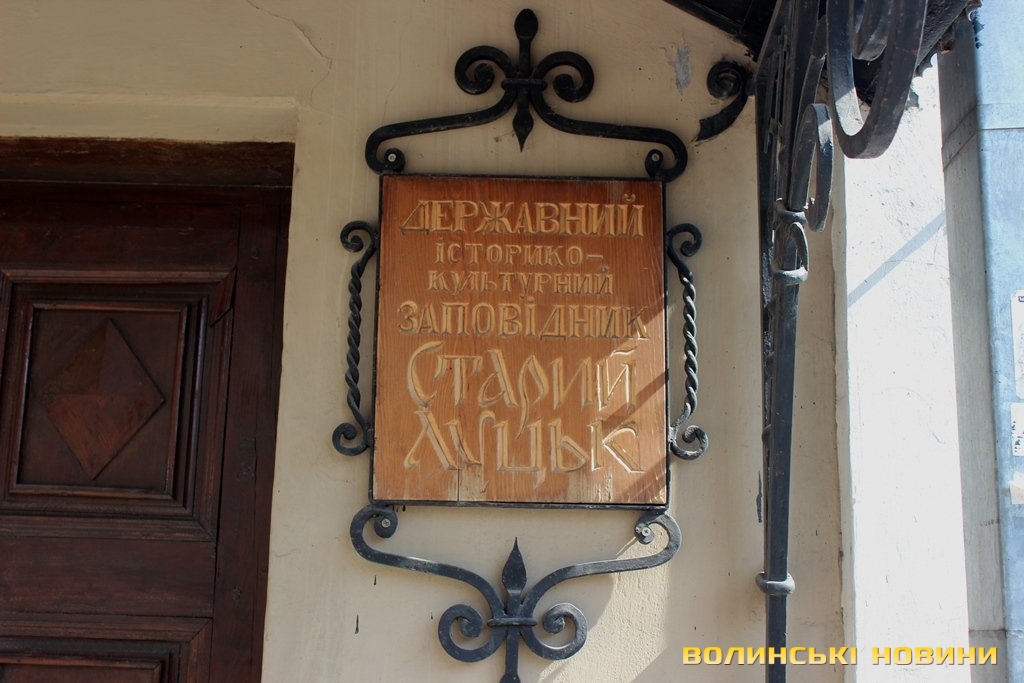 ДЕРЖАВНИЙ
ІСТОРИКО-
КУЛЬТУРНИЙ
ЗАПОВІДНИК
СТАРИЙ
ЛУЦЬК
ВОЛИНСЬКІ НОВИНИ